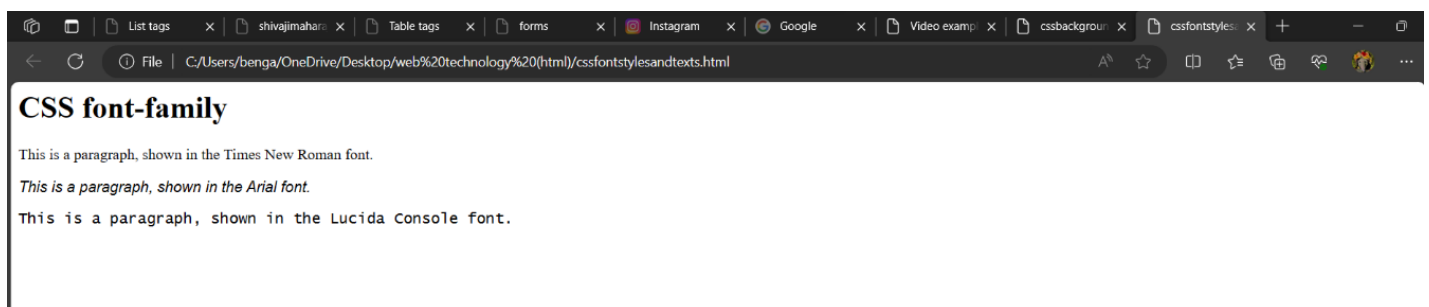 List tags
shivajimahara
Table tags
forms
Instagram
Google
Video exampl
cssbackgroun
cssfontstyles
File
C:/Users/benga/OneDrive/Desktop/web%20technology%20(html)/cssfontstylesandtexts.html
CSS font-family
This is a paragraph, shown in the Times New Roman font.
This is a paragraph, shown in the Arial font.
This is a paragraph, shown in the Lucida Console font.